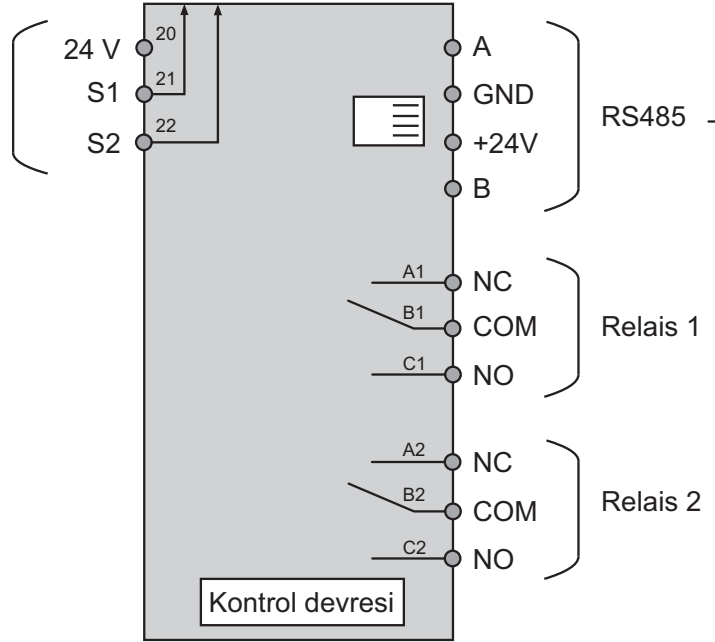 24 V
20
S1
21
S2
22
A
GND
+24V
B
RS485
A1
NC
B1
COM
Relais 1
C1
NO
A2
NC
B2
COM
Relais 2
C2
NO
Kontrol devresi